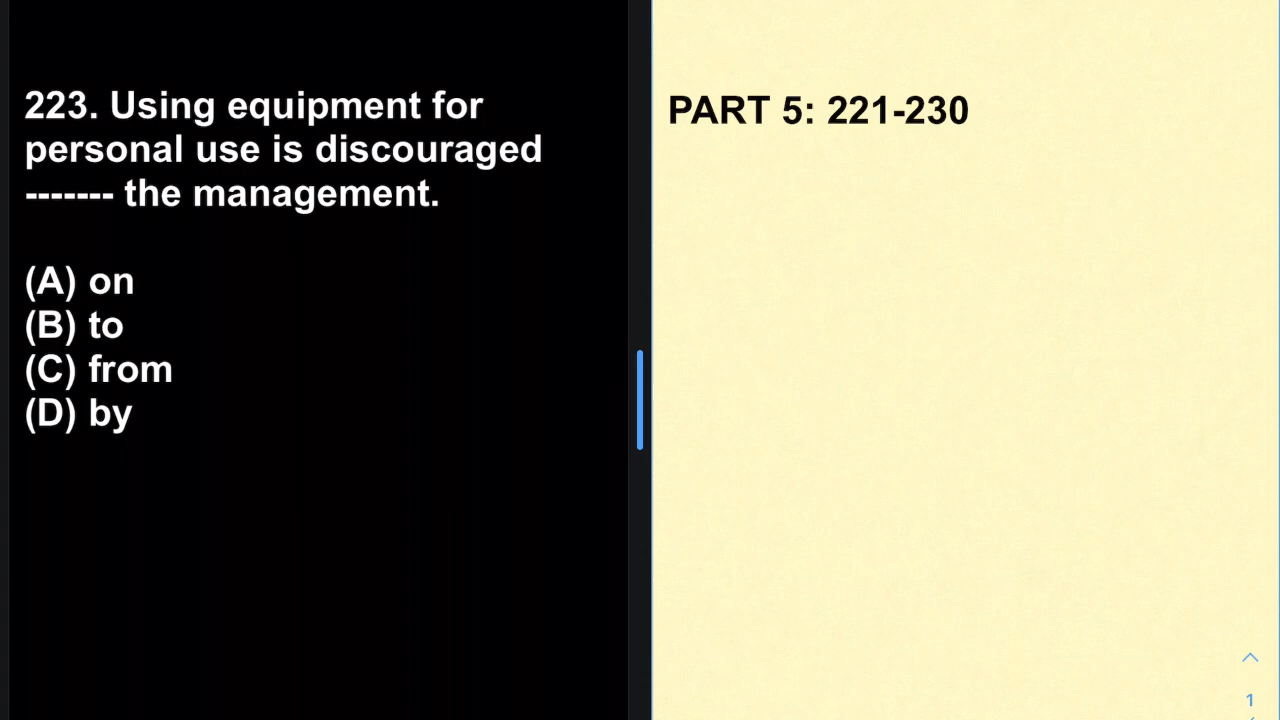 223. Using equipment for
personal use is discouraged
------- the management.
(A) on
(B) to
(C) from
(D) by
PART 5: 221-230
1